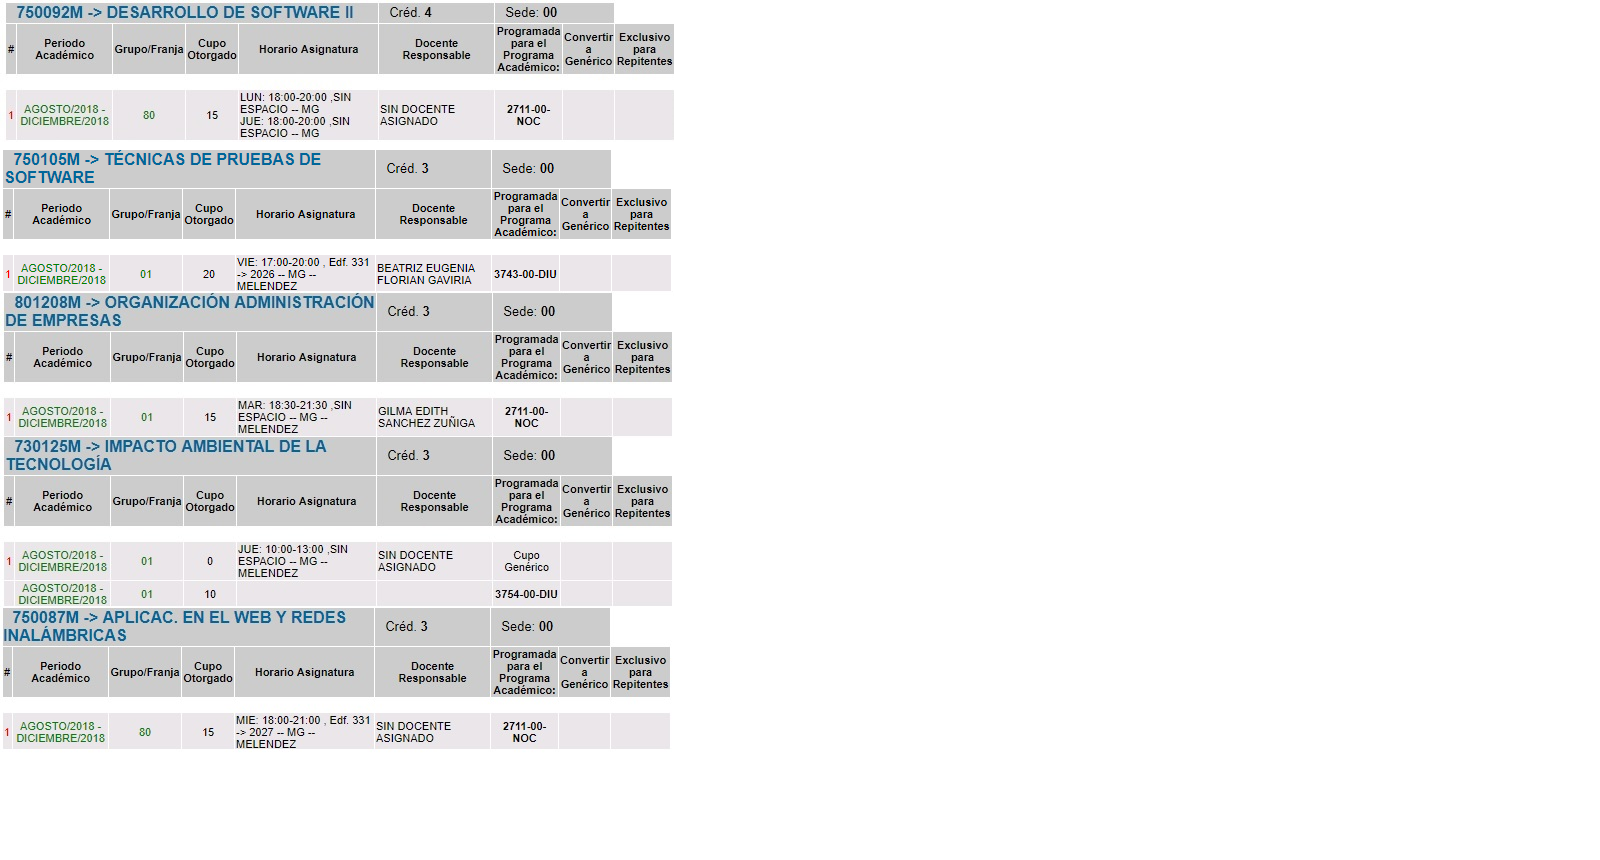 750092M -> DESARROLLO DE SOFTWARE II Créd. 4 Sede: 00
# Periodo Académico Grupo/Franja Cupo Otorgado Horario Asignatura Docente Responsable Programada para el Programa Académico: Convertir a Genérico Exclusivo para Repitentes
1 AGOSTO/2018 - DICIEMBRE/2018 80 15 LUN: 18:00-20:00 ,SIN ESPACIO -- MG JUE: 18:00-20:00 ,SIN ESPACIO -- MG SIN DOCENTE ASIGNADO 2711-00-NOC
750105M -> TÉCNICAS DE PRUEBAS DE SOFTWARE Créd. 3 Sede: 00
# Periodo Académico Grupo/Franja Cupo Otorgado Horario Asignatura Docente Responsable Programada para el Programa Académico: Convertir a Genérico Exclusivo para Repitentes
1 AGOSTO/2018 - DICIEMBRE/2018 01 20 VIE: 17:00-20:00 , Edf. 331 -> 2026 -- MG -- MELENDEZ BEATRIZ EUGENIA FLORIAN GAVIRIA 3743-00-DIU
801208M -> ORGANIZACIÓN ADMINISTRACIÓN DE EMPRESAS Créd. 3 Sede: 00
# Periodo Académico Grupo/Franja Cupo Otorgado Horario Asignatura Docente Responsable Programada para el Programa Académico: Convertir a Genérico Exclusivo para Repitentes
1 AGOSTO/2018 - DICIEMBRE/2018 01 15 MAR: 18:30-21:30 ,SIN ESPACIO -- MG -- MELENDEZ GILMA EDITH SANCHEZ ZUÑIGA 2711-00-NOC
730125M -> IMPACTO AMBIENTAL DE LA TECNOLOGÍA Créd. 3 Sede: 00
# Periodo Académico Grupo/Franja Cupo Otorgado Horario Asignatura Docente Responsable Programada para el Programa Académico: Convertir a Genérico Exclusivo para Repitentes
1 AGOSTO/2018 - DICIEMBRE/2018 01 0 JUE: 10:00-13:00 ,SIN ESPACIO -- MG -- MELENDEZ SIN DOCENTE ASIGNADO Cupo Genérico
AGOSTO/2018 - DICIEMBRE/2018 01 10 3754-00-DIU
750087M -> APLICAC. EN EL WEB Y REDES INALÁMBRICAS Créd. 3 Sede: 00
# Periodo Académico Grupo/Franja Cupo Otorgado Horario Asignatura Docente Responsable Programada para el Programa Académico: Convertir a Genérico Exclusivo para Repitentes
1 AGOSTO/2018 - DICIEMBRE/2018 80 15 MIE: 18:00-21:00 , Edf. 331 -> 2027 -- MG -- MELENDEZ SIN DOCENTE ASIGNADO 2711-00-NOC